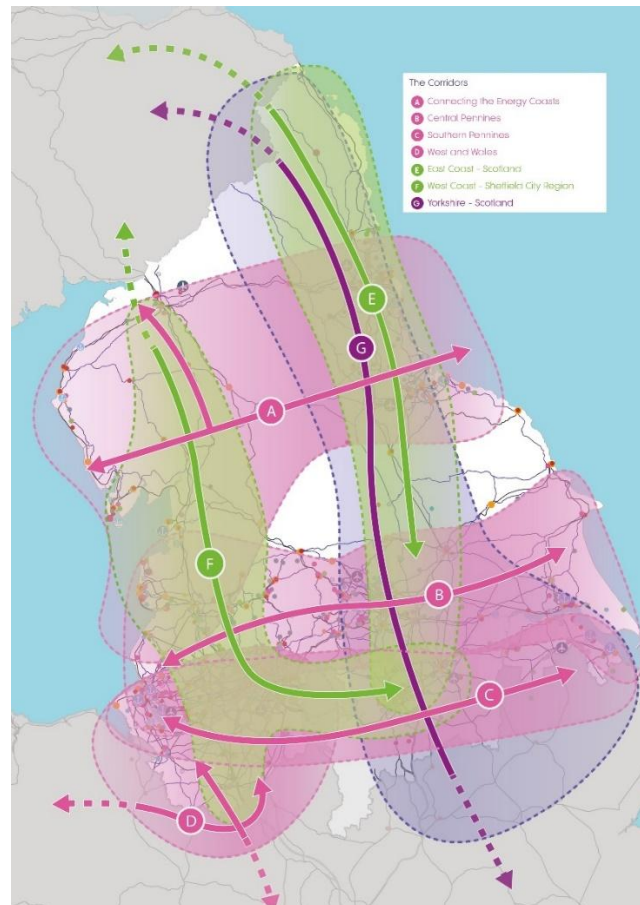 The Corridors
A Connecting the Energy Coasts
B Central Pennines
C Southern Pennines
D West and Wales
E East Coast - Scotland
F West Coast - Sheffield City Region
G Yorkshire - Scotland
E
G
A
F
B
C
D